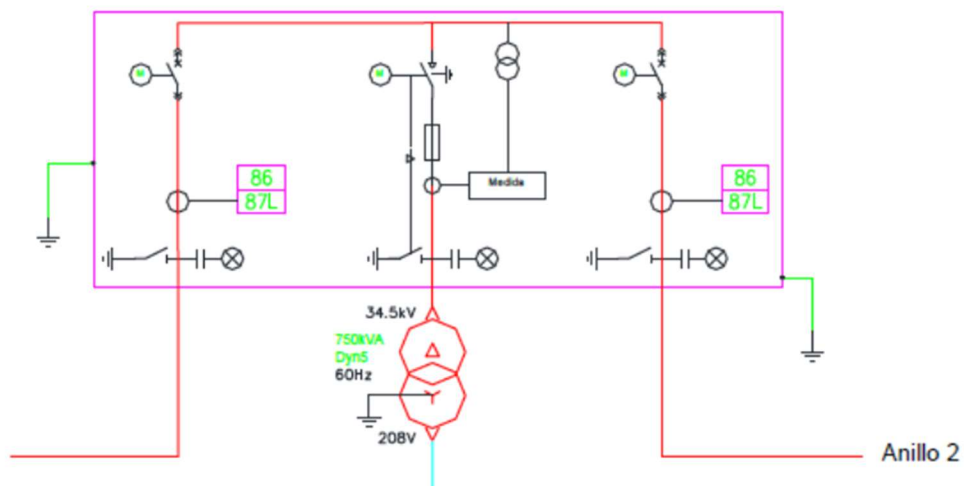 M
M
M
86
87L
Medida
86
87L
34.5kV
750kVA
Dyn5
60Hz
208V
Anillo 2